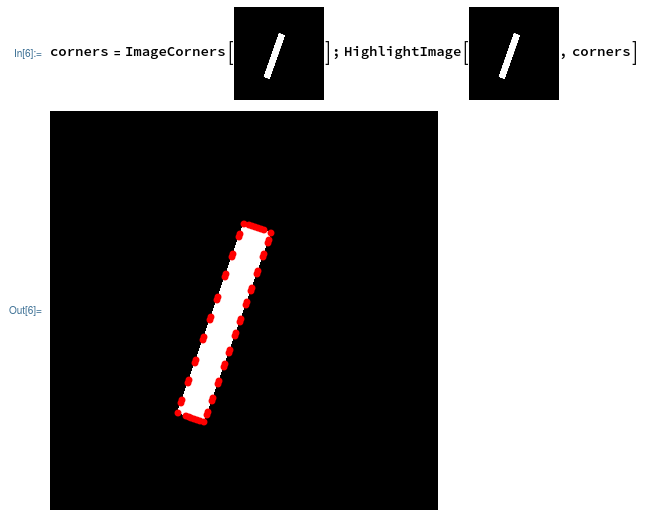 In[6]:= corners = ImageCorners[ ]; HighlightImage[ , corners]
Out[6]=